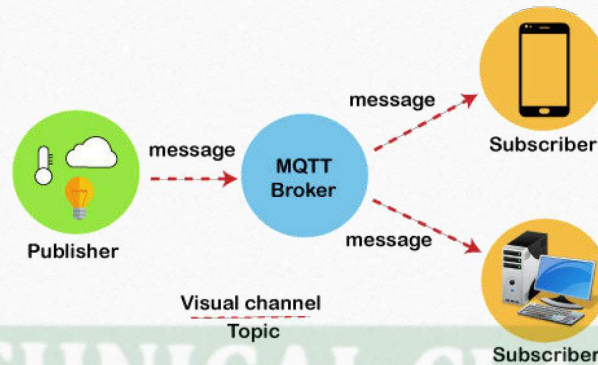 message
Subscriber
message
MQTT
Broker
Publisher
message
Visual channel
Topic
Subscriber